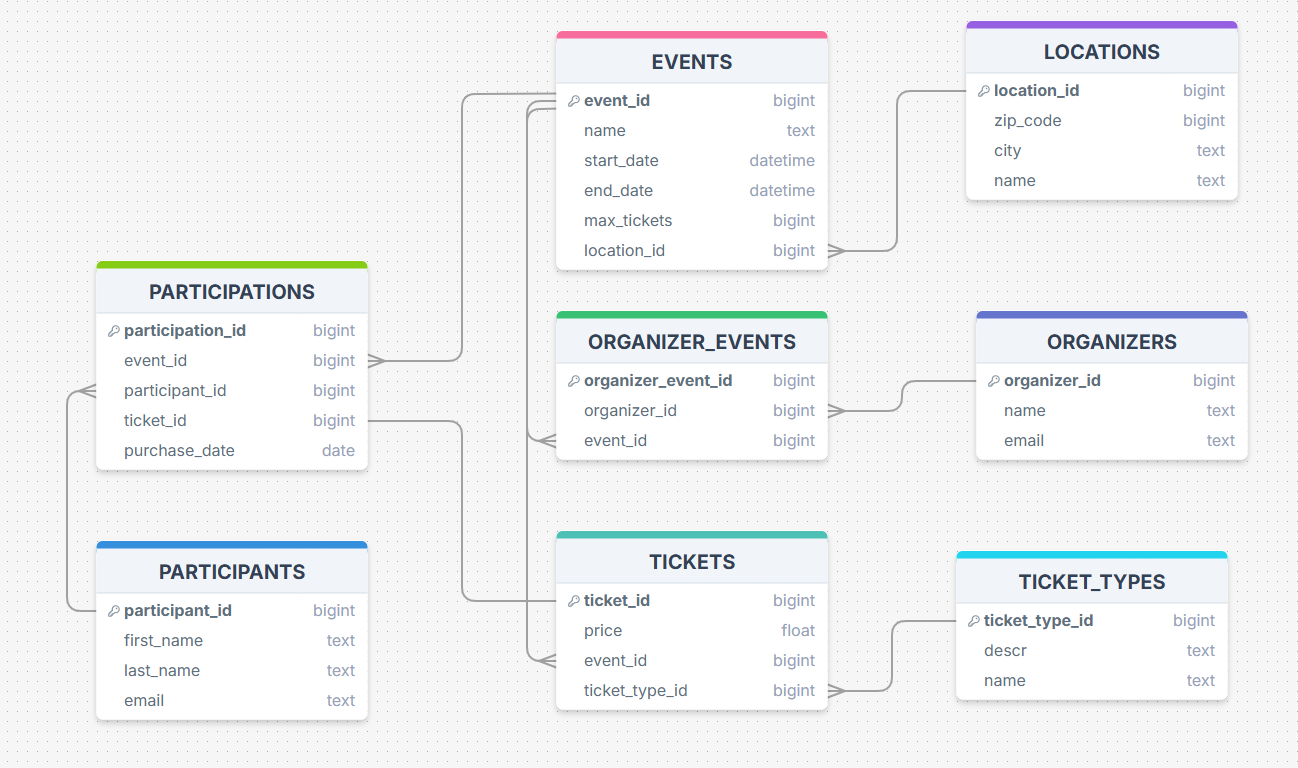 EVENTS
event_id bigint
name text
start_date datetime
end_date datetime
max_tickets bigint
location_id bigint
LOCATIONS
location_id bigint
zip_code bigint
city text
name text
PARTICIPATIONS
participation_id bigint
event_id bigint
participant_id bigint
ticket_id bigint
purchase_date date
ORGANIZER_EVENTS
organizer_event_id bigint
organizer_id bigint
event_id bigint
ORGANIZERS
organizer_id bigint
name text
email text
PARTICIPANTS
participant_id bigint
first_name text
last_name text
email text
TICKETS
ticket_id bigint
price float
event_id bigint
ticket_type_id bigint
TICKET_TYPES
ticket_type_id bigint
descr text
name text